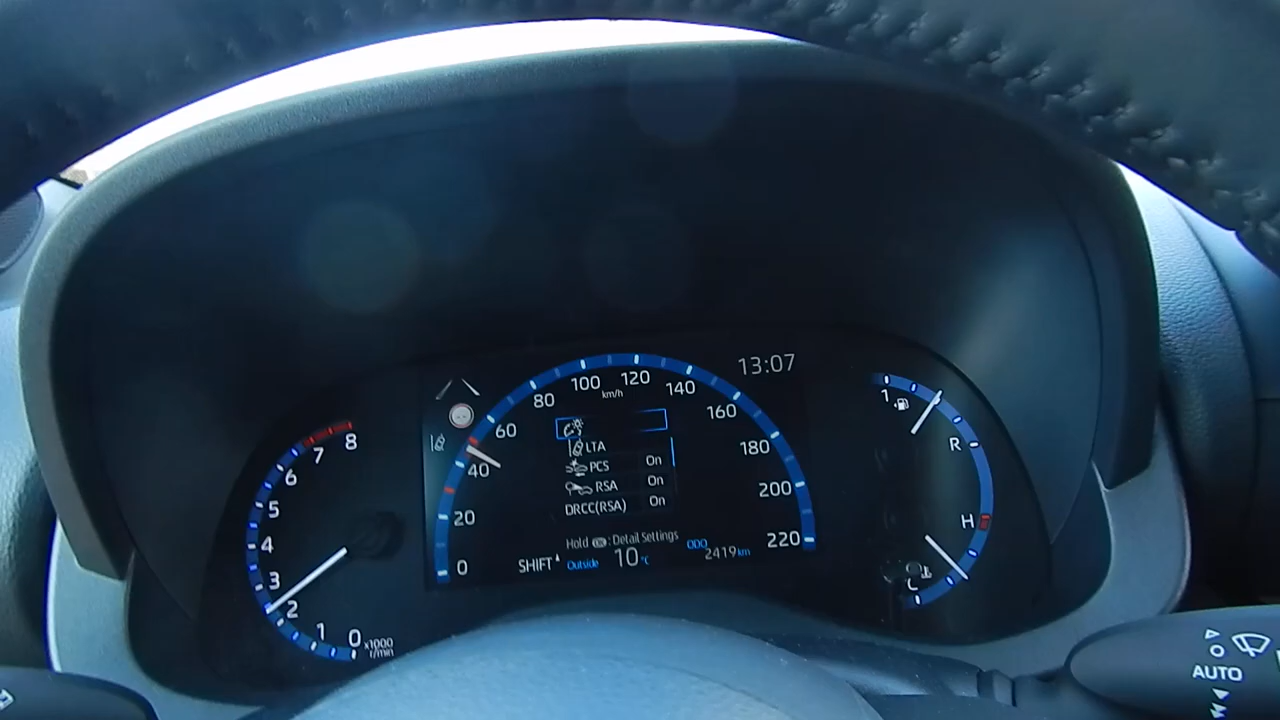 13:07
0
20
40
60
80
100
120
140
160
180
200
220
km/h
LTA
PCS On
RSA On
DRCC(RSA) On
Hold OK : Detail Settings
SHIFT
Outside 10 °C
ODO
2419 km
8
7
6
5
4
3
2
1
0
x1000
r/min
1
R
H
L
AUTO